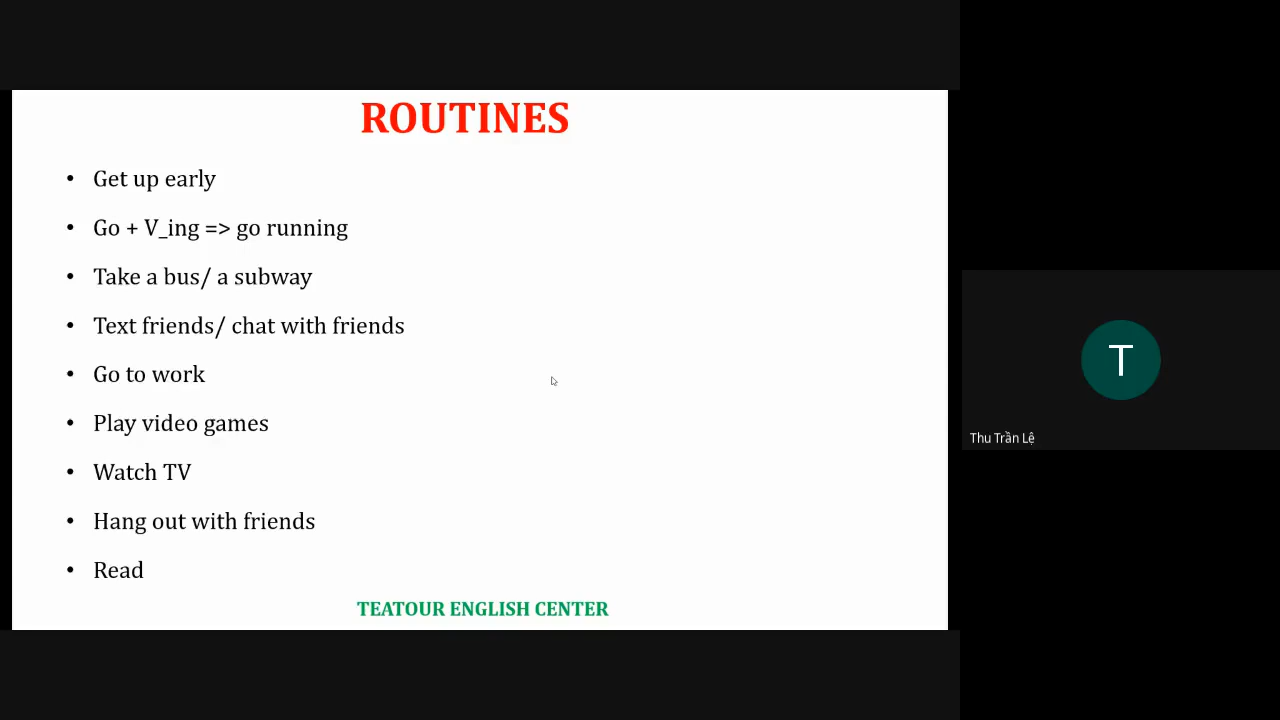 ROUTINES
• Get up early
• Go + V_ing => go running
• Take a bus/ a subway
• Text friends/ chat with friends
• Go to work
• Play video games
• Watch TV
• Hang out with friends
• Read
TEATOUR ENGLISH CENTER
T
Thu Trần Lệ